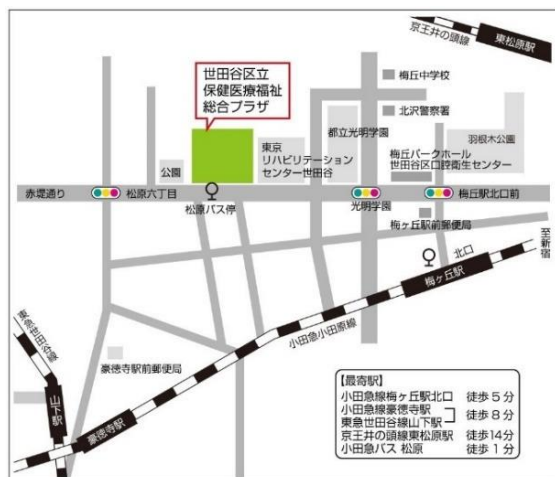 京王井の頭線
東松原駅
世田谷区立
保健医療福祉
総合プラザ
梅丘中学校
北沢警察署
都立光明学園
羽根木公園
梅丘パークホール
世田谷区口腔衛生センター
東京
リハビリテーション
センター世田谷
公園
赤堤通り
松原六丁目
松原バス停
光明学園
梅丘駅北口前
梅ヶ丘駅前郵便局
北口
至新宿
梅ヶ丘駅
小田急小田原線
東急世田谷線
豪徳寺駅前郵便局
山下駅
豪徳寺駅
【最寄駅】
小田急線梅ヶ丘駅北口 徒歩5分
小田急線豪徳寺駅
東急世田谷線山下駅 徒歩8分
京王井の頭線東松原駅 徒歩14分
小田急バス 松原 徒歩1分